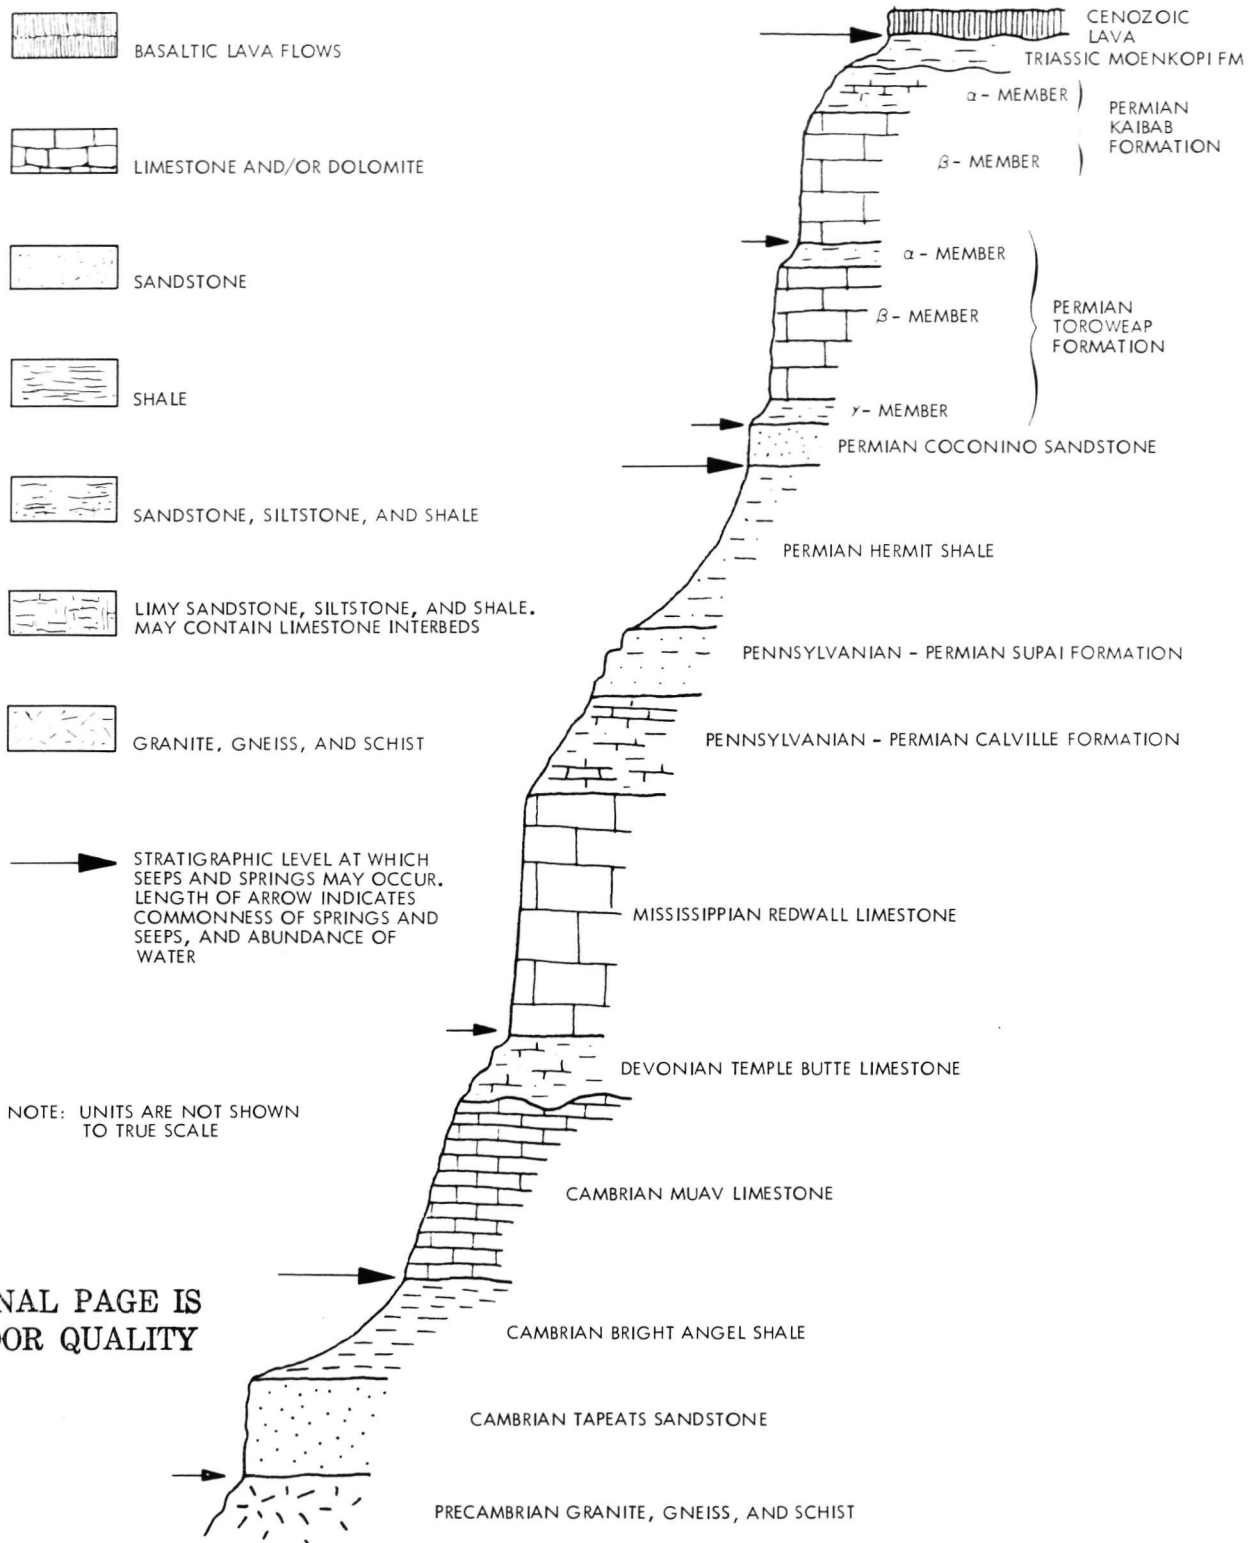 BASALTIC LAVA FLOWS
LIMESTONE AND/OR DOLOMITE
SANDSTONE
SHALE
SANDSTONE, SILTSTONE, AND SHALE
LIMY SANDSTONE, SILTSTONE, AND SHALE.
MAY CONTAIN LIMESTONE INTERBEDS
GRANITE, GNEISS, AND SCHIST
STRATIGRAPHIC LEVEL AT WHICH
SEEPS AND SPRINGS MAY OCCUR.
LENGTH OF ARROW INDICATES
COMMONNESS OF SPRINGS AND
SEEPS, AND ABUNDANCE OF
WATER
NOTE: UNITS ARE NOT SHOWN
TO TRUE SCALE
NAL PAGE IS
OOR QUALITY
CENOZOIC
LAVA
TRIASSIC MOENKOPI FM
α - MEMBER
β - MEMBER
PERMIAN
KAIBAB
FORMATION
α - MEMBER
β - MEMBER
γ - MEMBER
PERMIAN
TOROWEAP
FORMATION
PERMIAN COCONINO SANDSTONE
PERMIAN HERMIT SHALE
PENNSYLVANIAN - PERMIAN SUPAI FORMATION
PENNSYLVANIAN - PERMIAN CALVILLE FORMATION
MISSISSIPPIAN REDWALL LIMESTONE
DEVONIAN TEMPLE BUTTE LIMESTONE
CAMBRIAN MUAV LIMESTONE
CAMBRIAN BRIGHT ANGEL SHALE
CAMBRIAN TAPEATS SANDSTONE
PRECAMBRIAN GRANITE, GNEISS, AND SCHIST